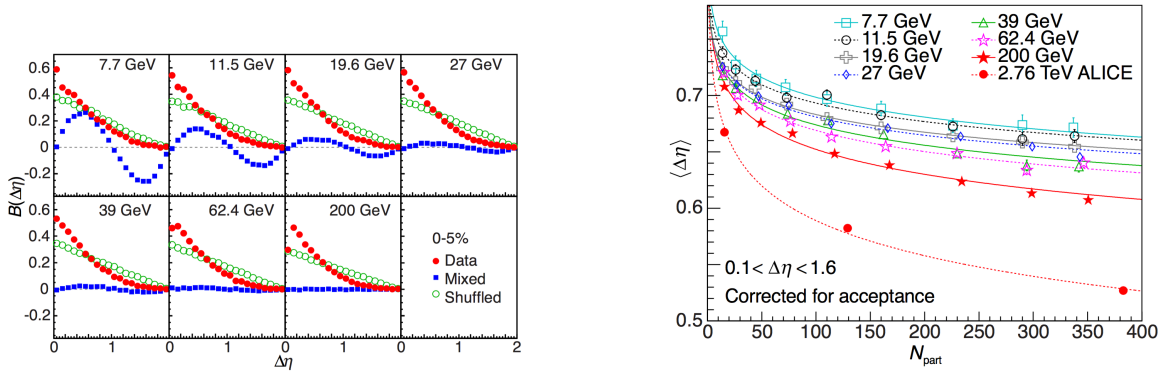 7.7 GeV
11.5 GeV
19.6 GeV
27 GeV
0.6
0.4
0.2
0
-0.2
39 GeV
62.4 GeV
200 GeV
0.6
0.4
0.2
0
-0.2
B(Δη)
0-5%
Data
Mixed
Shuffled
0 1 0 1 0 1 0 1 2
Δη
7.7 GeV
11.5 GeV
19.6 GeV
27 GeV
39 GeV
62.4 GeV
200 GeV
2.76 TeV ALICE
0.7
0.6
0.5
⟨Δη⟩
0.1< Δη <1.6
Corrected for acceptance
0 50 100 150 200 250 300 350 400
Npart